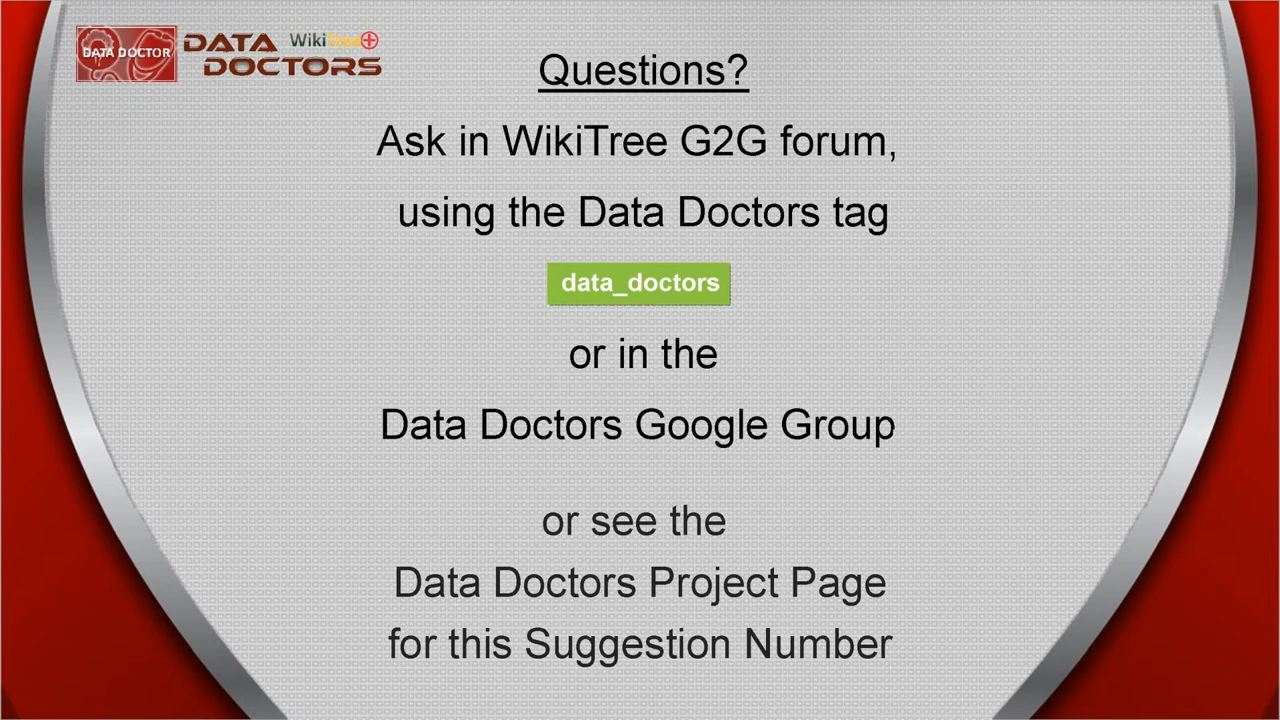 DATA DOCTOR
DATA
WikiTree+
DOCTORS
Questions?
Ask in WikiTree G2G forum,
using the Data Doctors tag
data_doctors
or in the
Data Doctors Google Group
or see the
Data Doctors Project Page
for this Suggestion Number